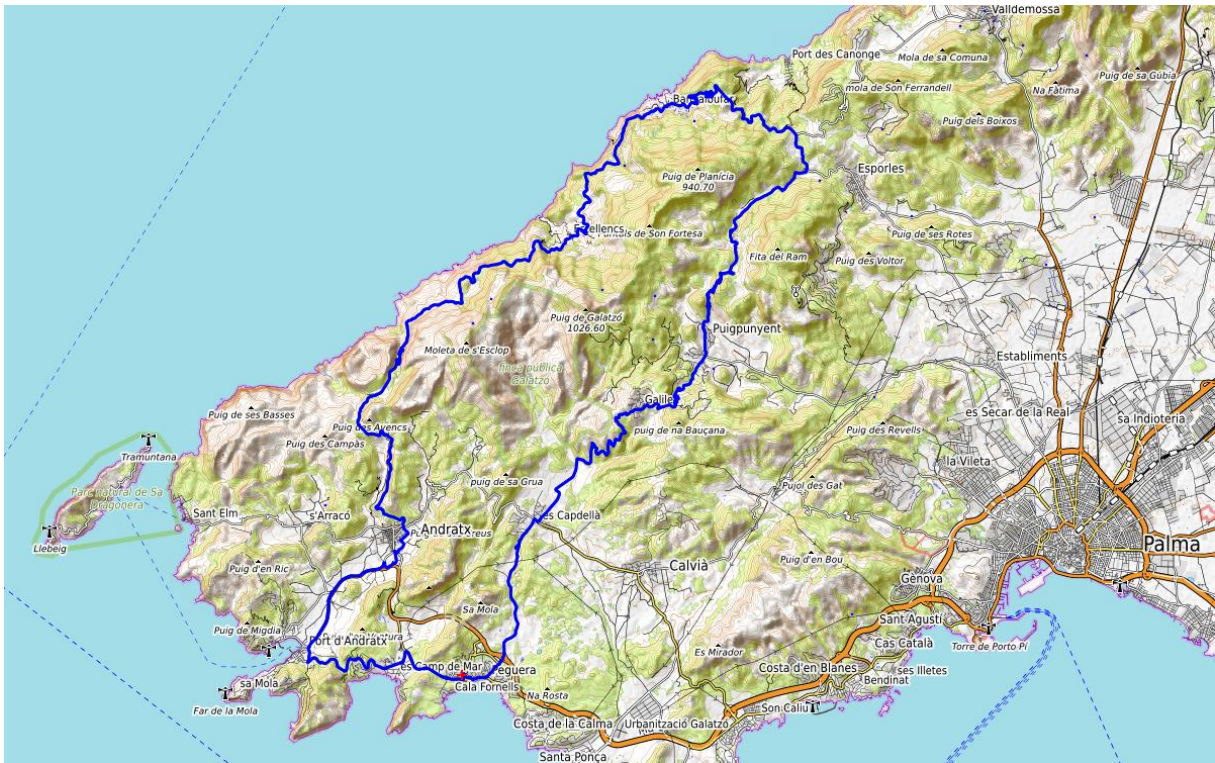 Valldemossa
Port des Canonge
Mola de sa Comuna
Puig de sa Gúbia
mola de Son Ferrandell
Na Fàtima
Puig dels Boixos
Puig de Planícia
940.70
Esporles
Puig de ses Rotes
Fita del Ram
Puig des Voltor
Puig de Galatzó
1026.60
Puigpunyent
Moleta de s'Esclop
Establiments
finca pública
Galatzó
Puig de ses Basses
es Secar de la Real
sa Indioteria
Puig des Avencs
puig de na Bauçana
Puig des Revells
Puig des Campàs
Tramuntana
la Vileta
puig de sa Grua
Pujol des Gat
Parc natural de Sa
Dragonera
Sant Elm
s'Arracó
es Capdellà
Andratx
Llebeig
Palma
Puig d'en Ric
Calvià
Puig d'en Bou
Gènova
Sa Mola
Sant Agustí
Puig de Migdia
Port d'Andratx
Es Mirador
Cas Català
Torre de Porto Pi
es Camp de Mar
Peguera
Costa d'en Blanes
ses Illetes
Bendinat
sa Mola
Cala Fornells
Na Rosta
Son Caliu
Far de la Mola
Costa de la Calma
Urbanització Galatzó
Santa Ponça